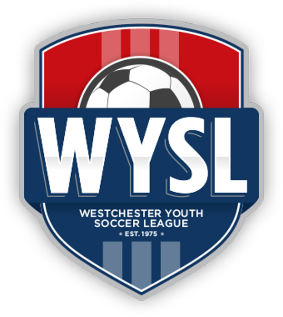 WYSL
WESTCHESTER YOUTH
SOCCER LEAGUE
★ EST. 1975 ★